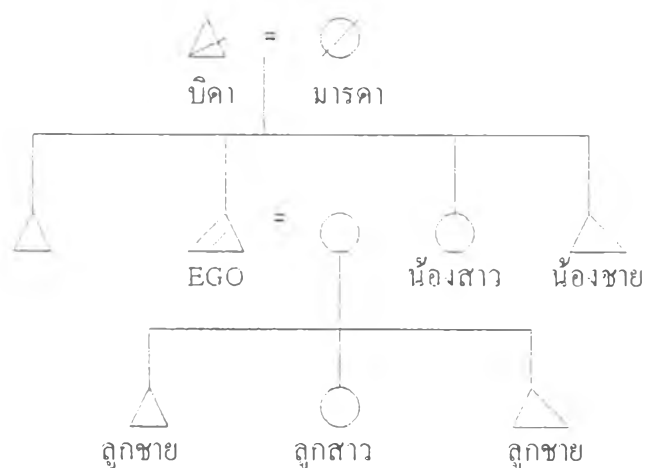 =
บิดา มารดา
=
EGO น้องสาว น้องชาย
ลูกชาย ลูกสาว ลูกชาย